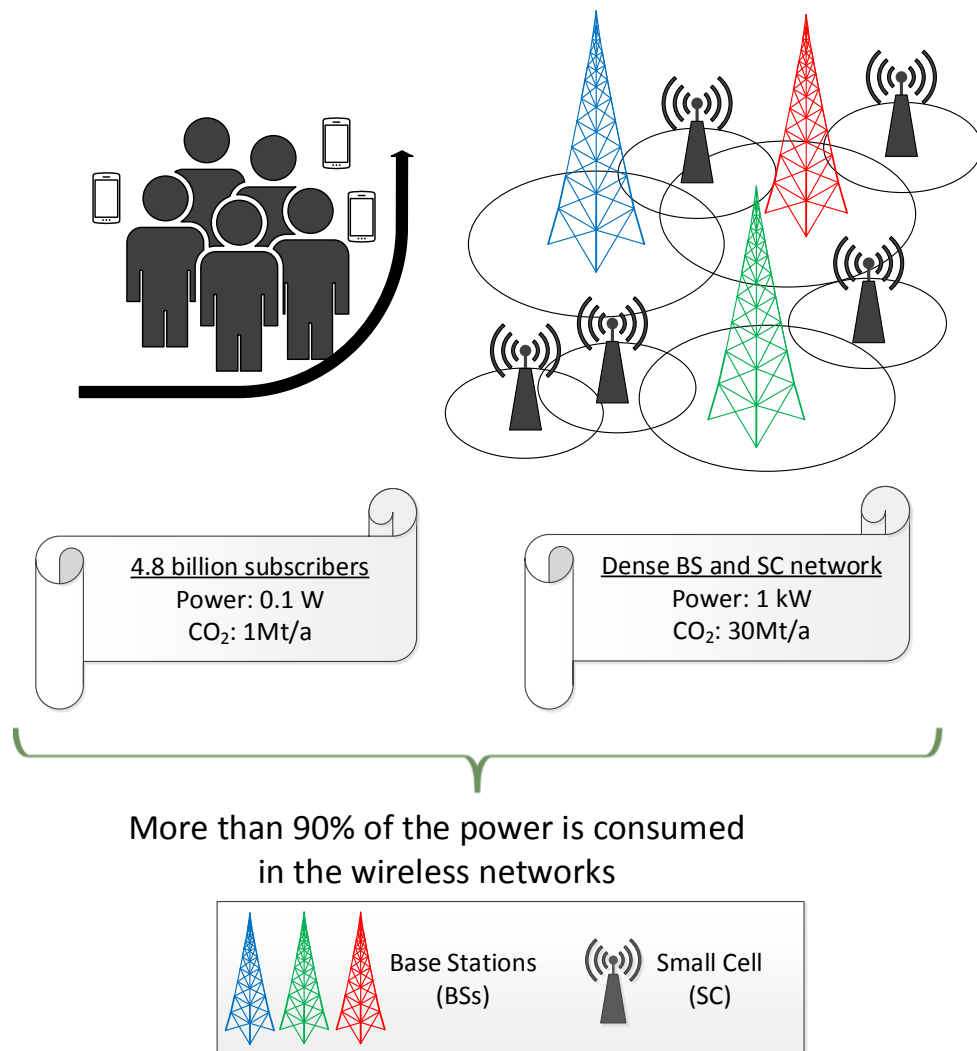 4.8 billion subscribers
Power: 0.1 W
CO₂: 1Mt/a
Dense BS and SC network
Power: 1 kW
CO₂: 30Mt/a
More than 90% of the power is consumed
in the wireless networks
Base Stations
(BSs)
Small Cell
(SC)